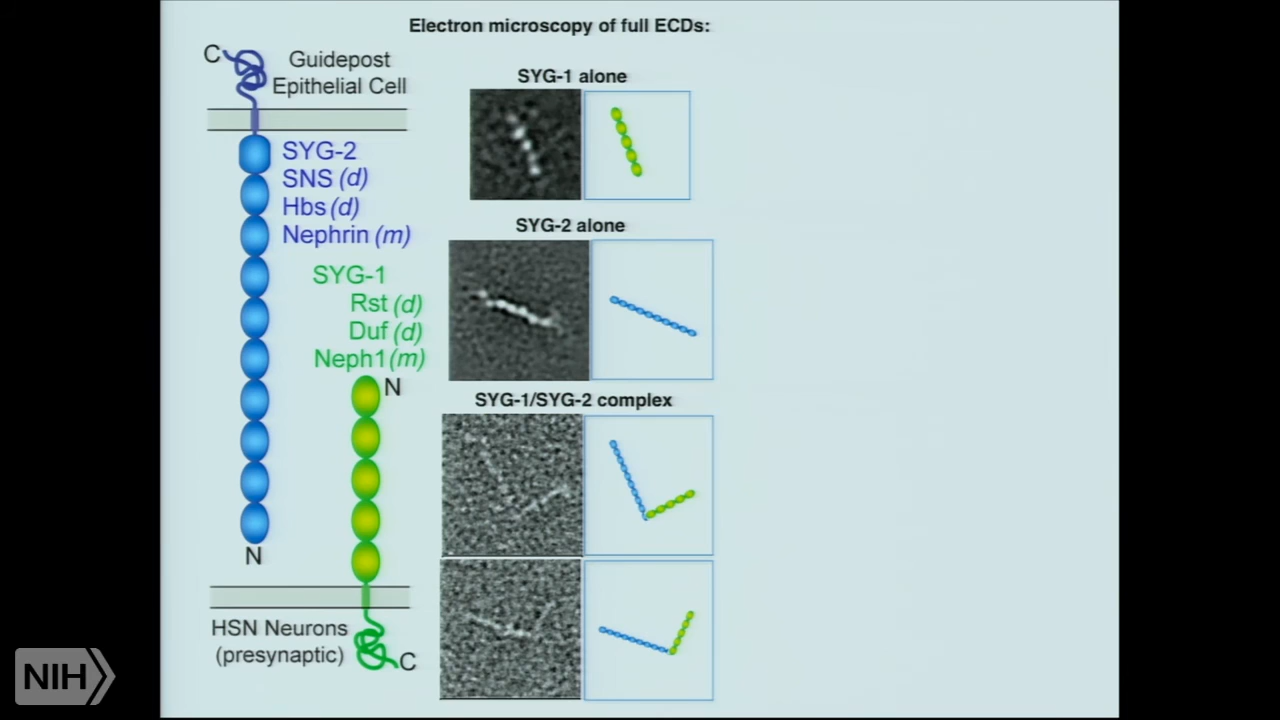 Electron microscopy of full ECDs:
C
Guidepost
Epithelial Cell
SYG-2
SNS (d)
Hbs (d)
Nephrin (m)
SYG-1
Rst (d)
Duf (d)
Neph1 (m)
N
N
HSN Neurons
(presynaptic)
C
SYG-1 alone
SYG-2 alone
SYG-1/SYG-2 complex
NIH